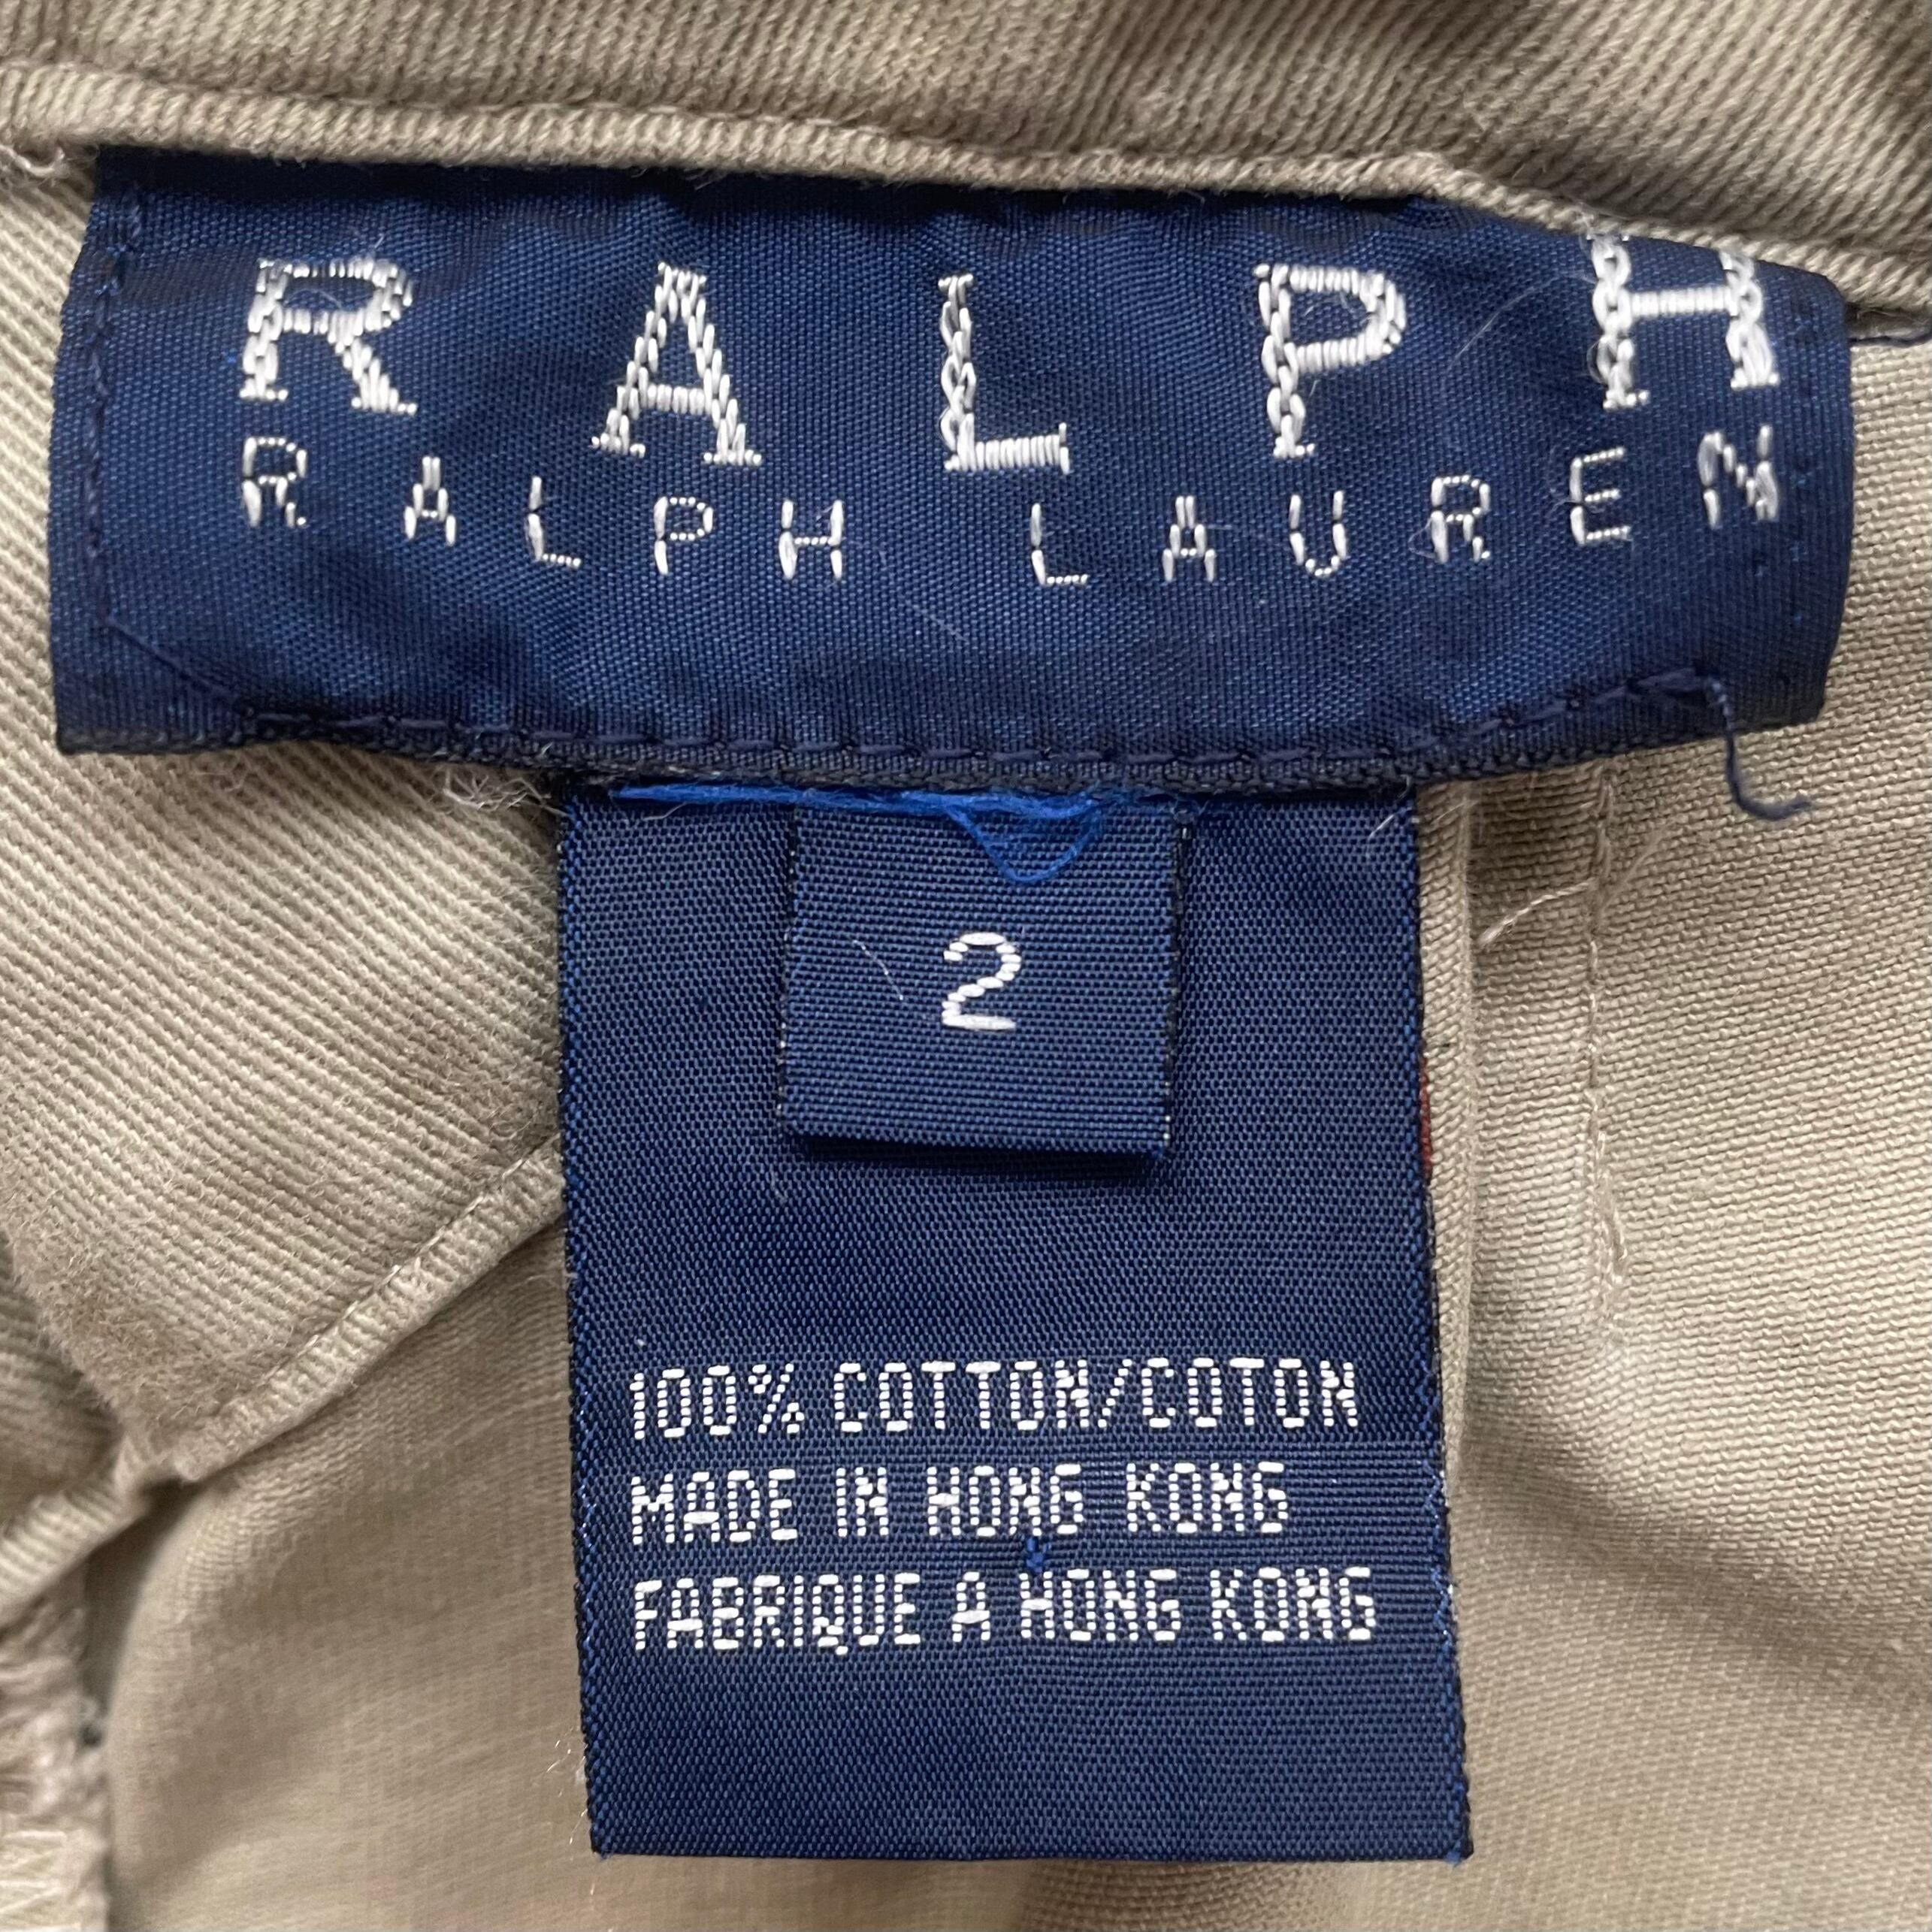 RALPH
RALPH LAUREN
2
100% COTTON/COTON
MADE IN HONG KONG
FABRIQUE A HONG KONG